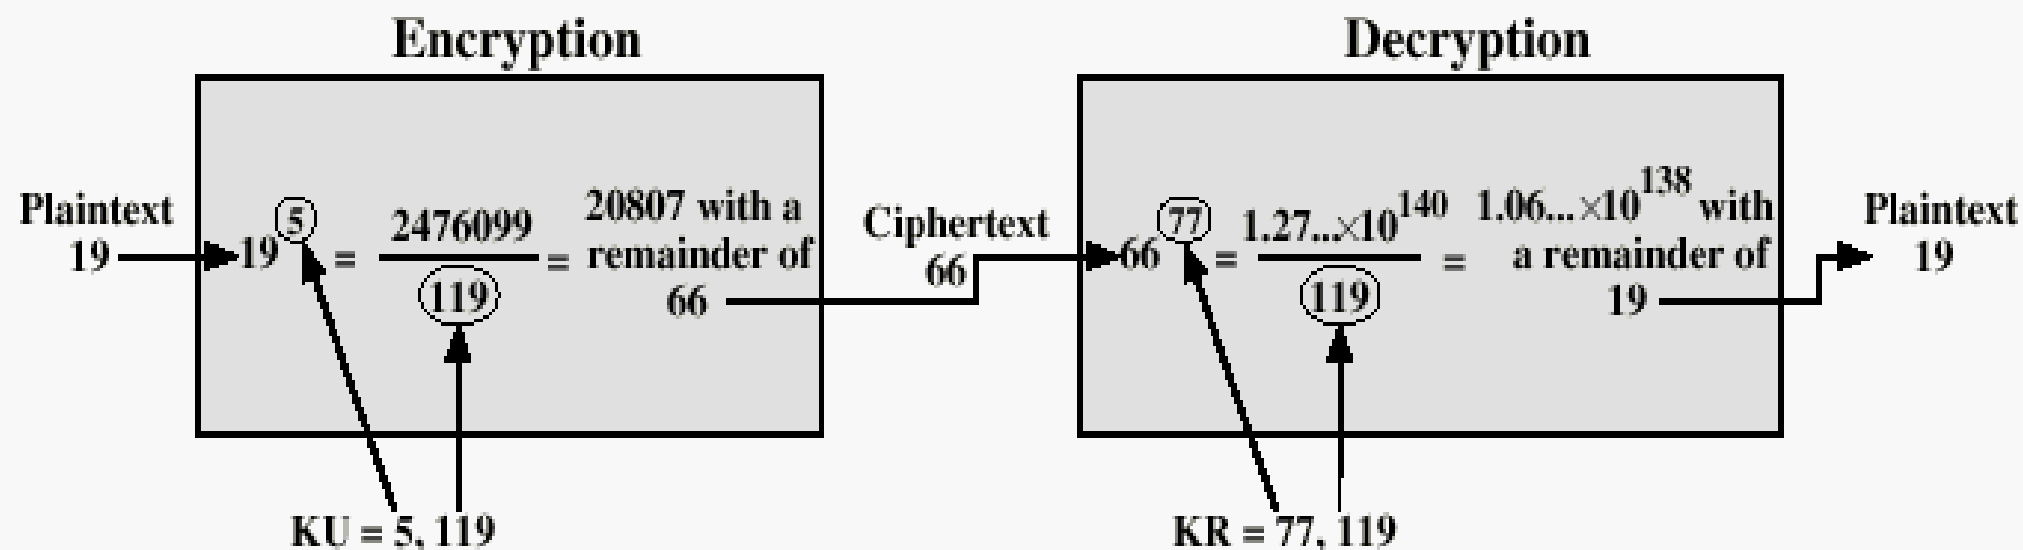 Encryption
Plaintext
19
19^5 = 2476099 / 119 = 20807 with a
remainder of
66
KU = 5, 119
Ciphertext
66
Decryption
66^77 = 1.27...×10^140 / 119 = 1.06...×10^138 with
a remainder of
19
KR = 77, 119
Plaintext
19